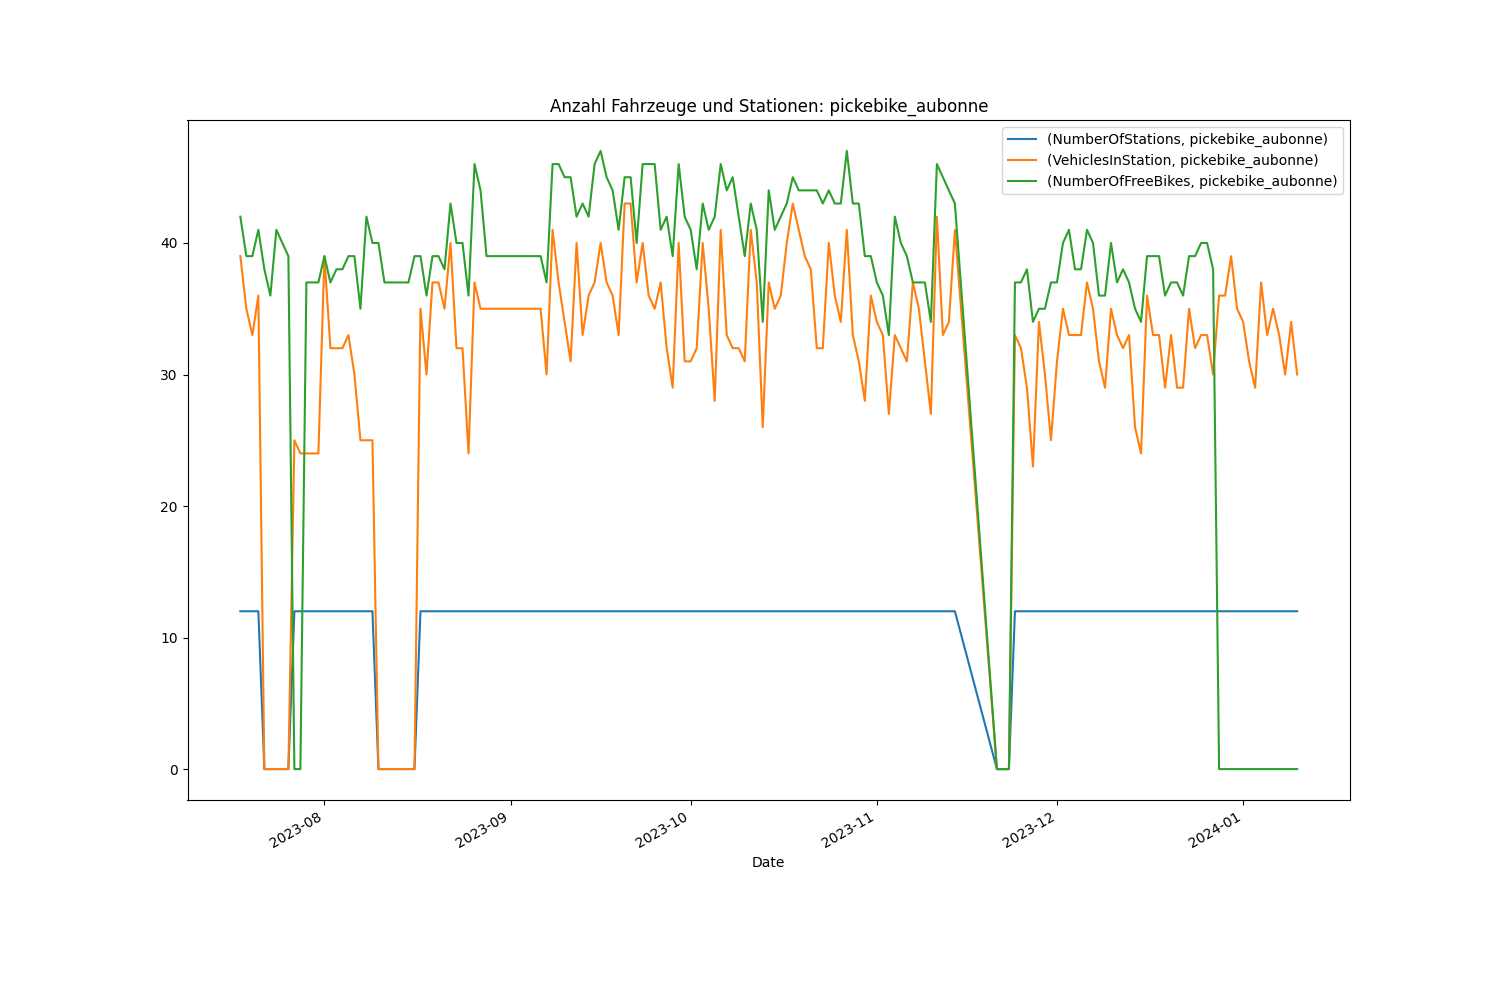 Anzahl Fahrzeuge und Stationen: pickebike_aubonne
(NumberOfStations, pickebike_aubonne)
(VehiclesInStation, pickebike_aubonne)
(NumberOfFreeBikes, pickebike_aubonne)
40
30
20
10
0
2023-08
2023-09
2023-10
2023-11
2023-12
2024-01
Date